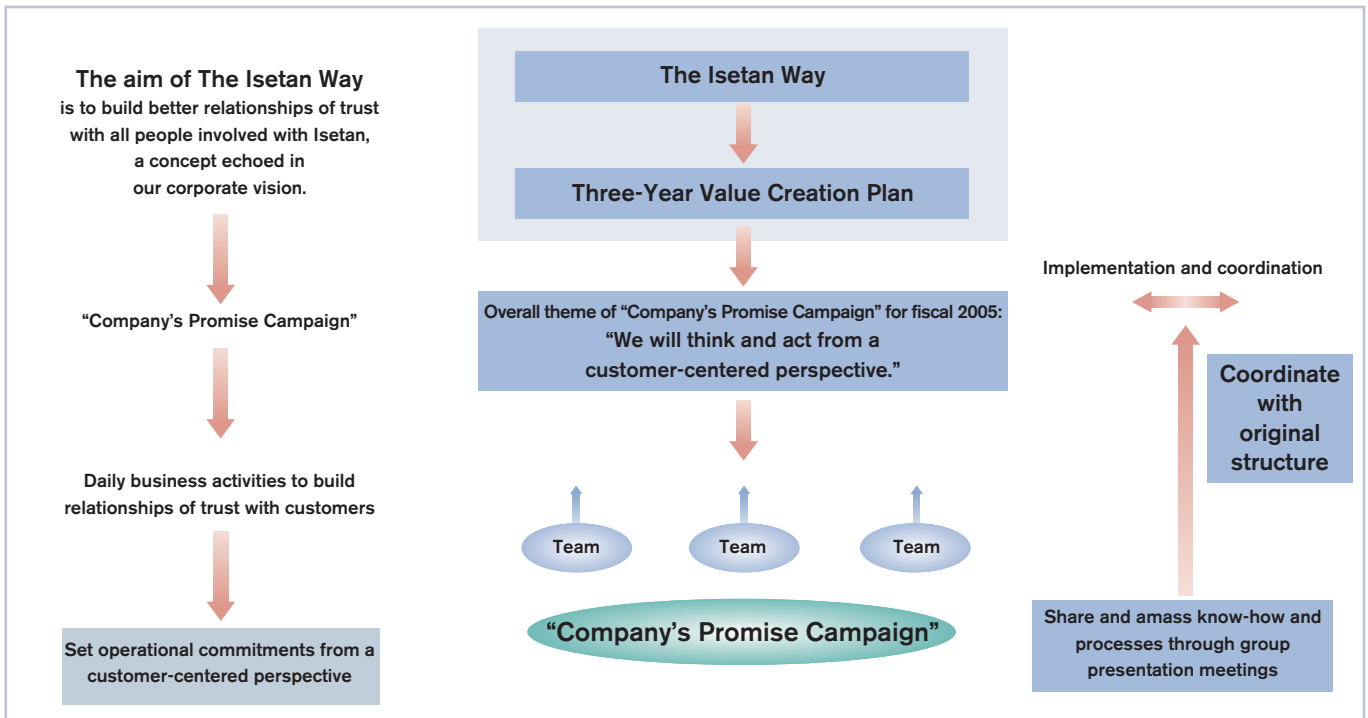 The aim of The Isetan Way
is to build better relationships of trust
with all people involved with Isetan,
a concept echoed in
our corporate vision.
“Company’s Promise Campaign”
Daily business activities to build
relationships of trust with customers
Set operational commitments from a
customer-centered perspective
The Isetan Way
Three-Year Value Creation Plan
Overall theme of “Company’s Promise Campaign” for fiscal 2005:
“We will think and act from a
customer-centered perspective.”
Team
Team
Team
“Company’s Promise Campaign”
Implementation and coordination
Coordinate
with
original
structure
Share and amass know-how and
processes through group
presentation meetings